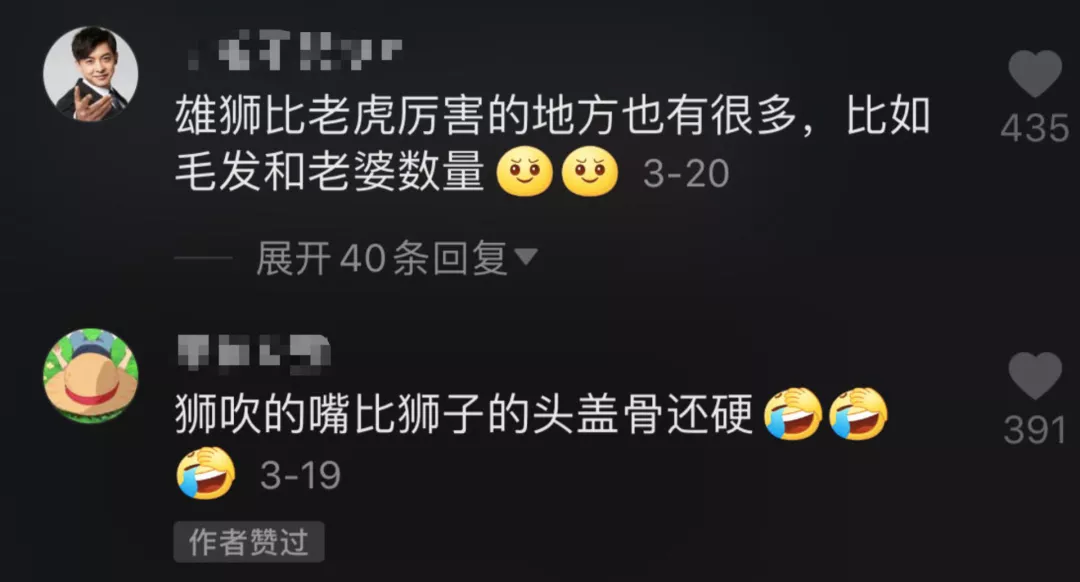 雄狮比老虎厉害的地方也有很多，比如
毛发和老婆数量 3-20
435
展开40条回复
狮吹的嘴比狮子的头盖骨还硬
3-19
391
作者赞过